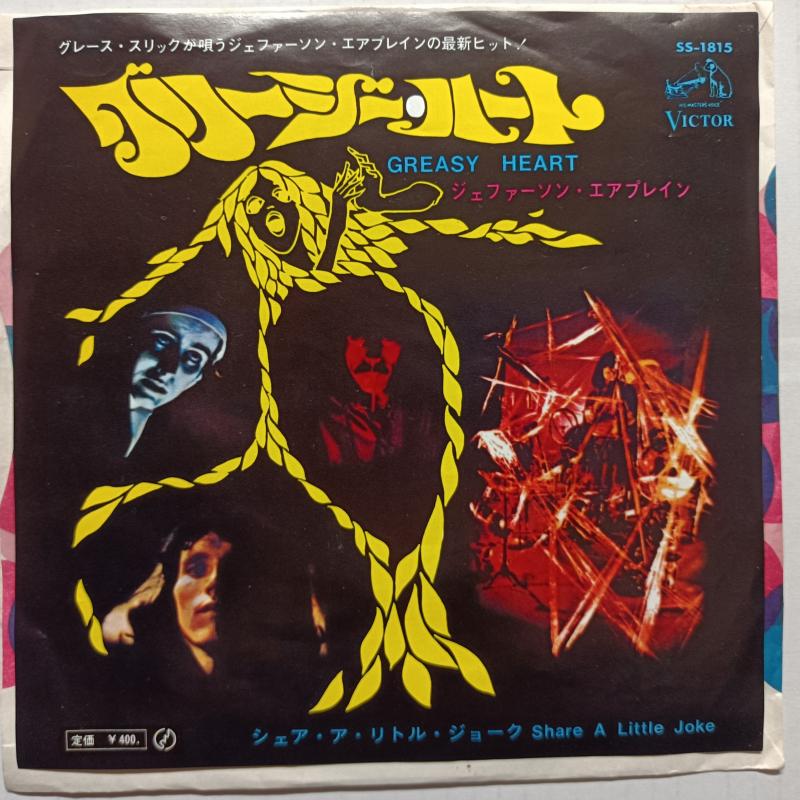 グレース・スリックが唄うジェファーソン・エアプレインの最新ヒット!
SS-1815
HIS MASTERS VOICE
VICTOR
グリージー・ハート
GREASY HEART
ジェファーソン・エアプレイン
定価 ¥400.
シェア・ア・リトル・ジョーク Share A Little Joke